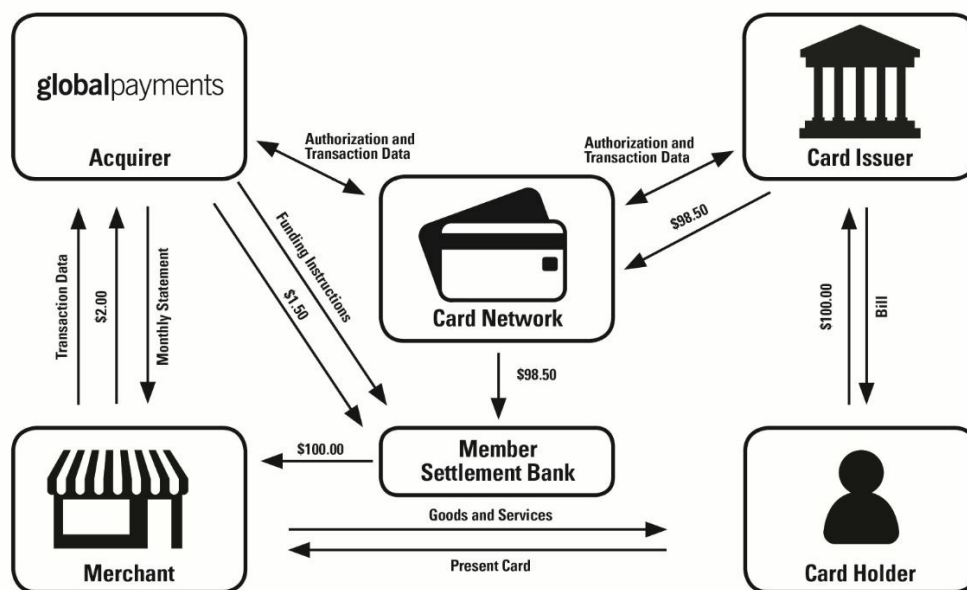 globalpayments
Acquirer
Card Issuer
Authorization and
Transaction Data
Authorization and
Transaction Data
$98.50
Card Network
Funding Instructions
$1.50
Transaction Data
$2.00
Monthly Statement
$100.00
Bill
$98.50
Member
Settlement Bank
$100.00
Goods and Services
Present Card
Merchant
Card Holder